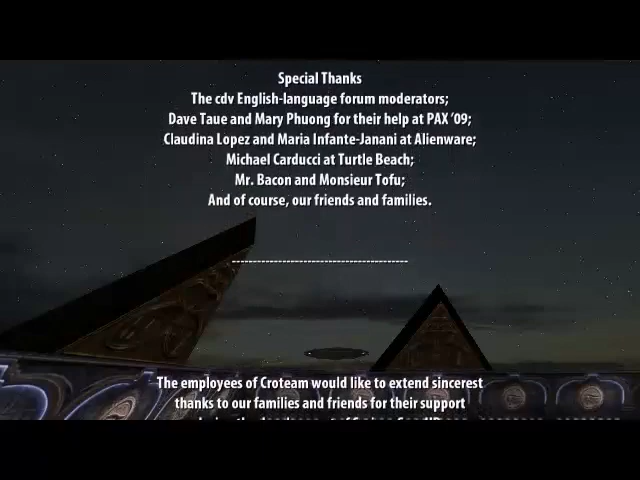 Special Thanks
The cdv English-language forum moderators;
Dave Taue and Mary Phuong for their help at PAX ’09;
Claudina Lopez and Maria Infante-Janani at Alienware;
Michael Carducci at Turtle Beach;
Mr. Bacon and Monsieur Tofu;
And of course, our friends and families.
------------------------------------------
The employees of Croteam would like to extend sincerest
thanks to our families and friends for their support